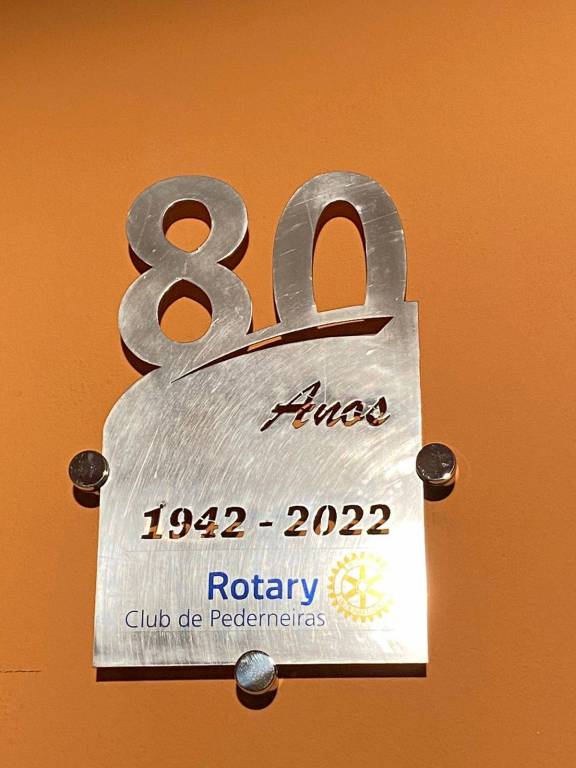 80
Anos
1942 - 2022
Rotary
Club de Pederneiras